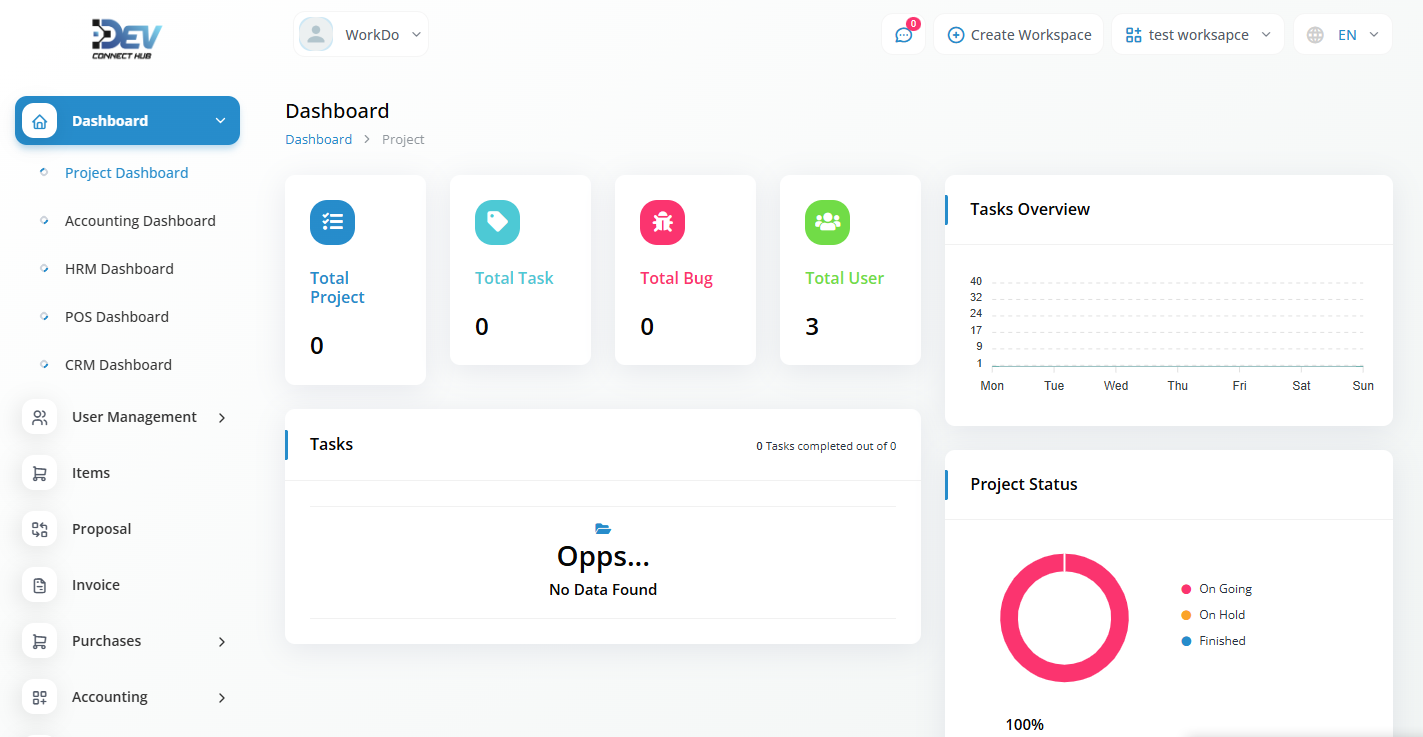 DEV
CONNECT HUB
WorkDo
0
Create Workspace
test worksapce
EN
Dashboard
Project Dashboard
Accounting Dashboard
HRM Dashboard
POS Dashboard
CRM Dashboard
User Management
Items
Proposal
Invoice
Purchases
Accounting
Dashboard
Dashboard > Project
Total
Project
0
Total Task
0
Total Bug
0
Total User
3
Tasks
0 Tasks completed out of 0
Opps...
No Data Found
Tasks Overview
40
32
24
17
9
1
Mon Tue Wed Thu Fri Sat Sun
Project Status
On Going
On Hold
Finished
100%